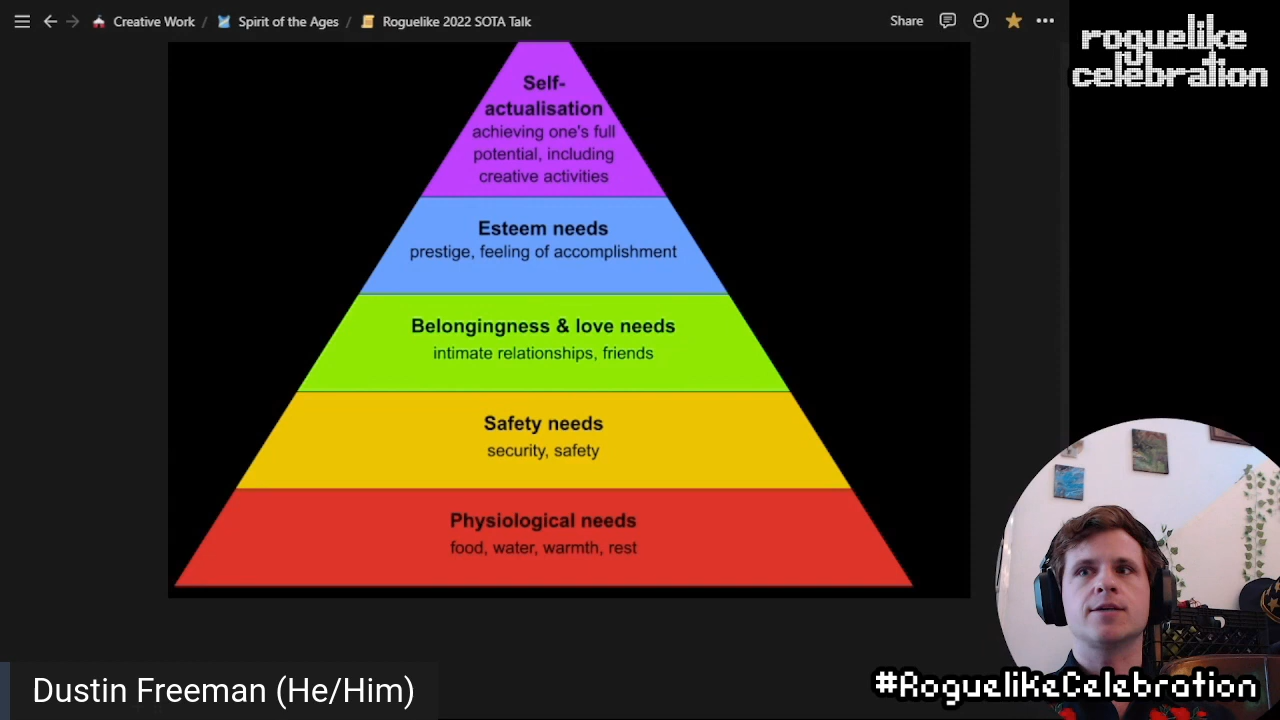 Creative Work / Spirit of the Ages / Roguelike 2022 SOTA Talk
Share
roguelike
celebration
Self-
actualisation
achieving one's full
potential, including
creative activities
Esteem needs
prestige, feeling of accomplishment
Belongingness & love needs
intimate relationships, friends
Safety needs
security, safety
Physiological needs
food, water, warmth, rest
Dustin Freeman (He/Him)
#RoguelikeCelebration